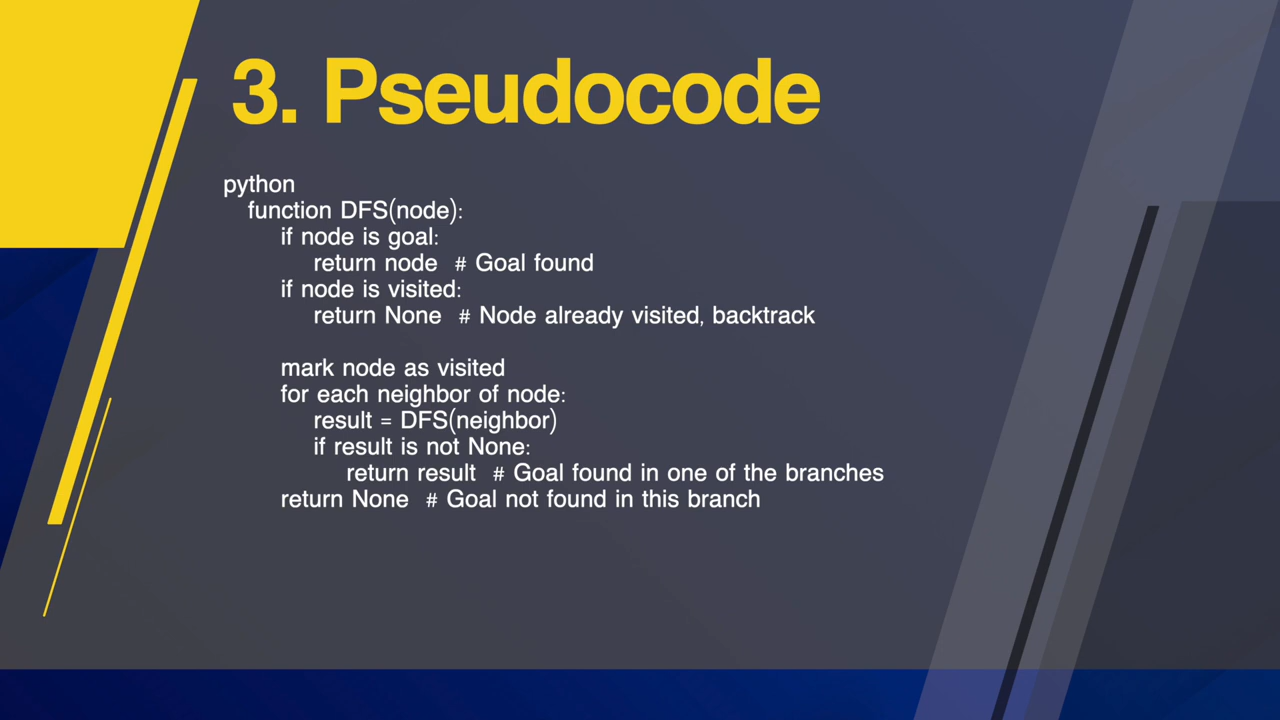 3. Pseudocode
python
function DFS(node):
if node is goal:
return node # Goal found
if node is visited:
return None # Node already visited, backtrack
mark node as visited
for each neighbor of node:
result = DFS(neighbor)
if result is not None:
return result # Goal found in one of the branches
return None # Goal not found in this branch